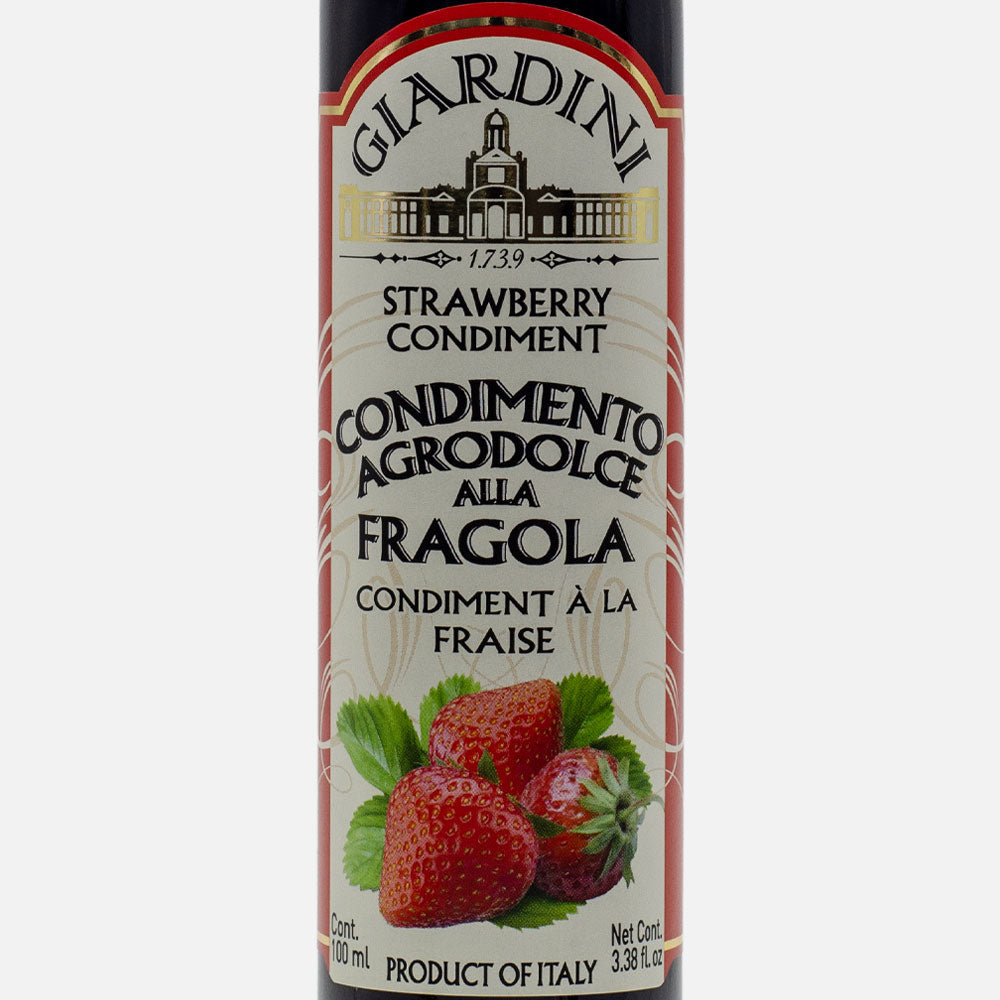 GIARDINI
1.7.3.9
STRAWBERRY
CONDIMENT
CONDIMENTO
AGRODOLCE
ALLA
FRAGOLA
CONDIMENT À LA
FRAISE
Cont.
100 ml
PRODUCT OF ITALY
Net Cont.
3.38 fl. oz